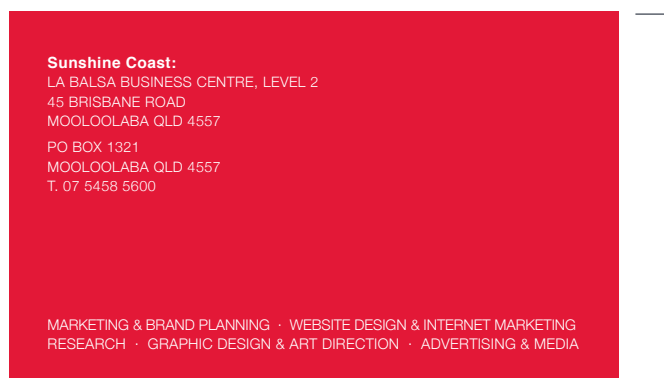 Sunshine Coast:
LA BALSA BUSINESS CENTRE, LEVEL 2
45 BRISBANE ROAD
MOOLOOLABA QLD 4557
PO BOX 1321
MOOLOOLABA QLD 4557
T. 07 5458 5600
MARKETING & BRAND PLANNING · WEBSITE DESIGN & INTERNET MARKETING
RESEARCH · GRAPHIC DESIGN & ART DIRECTION · ADVERTISING & MEDIA